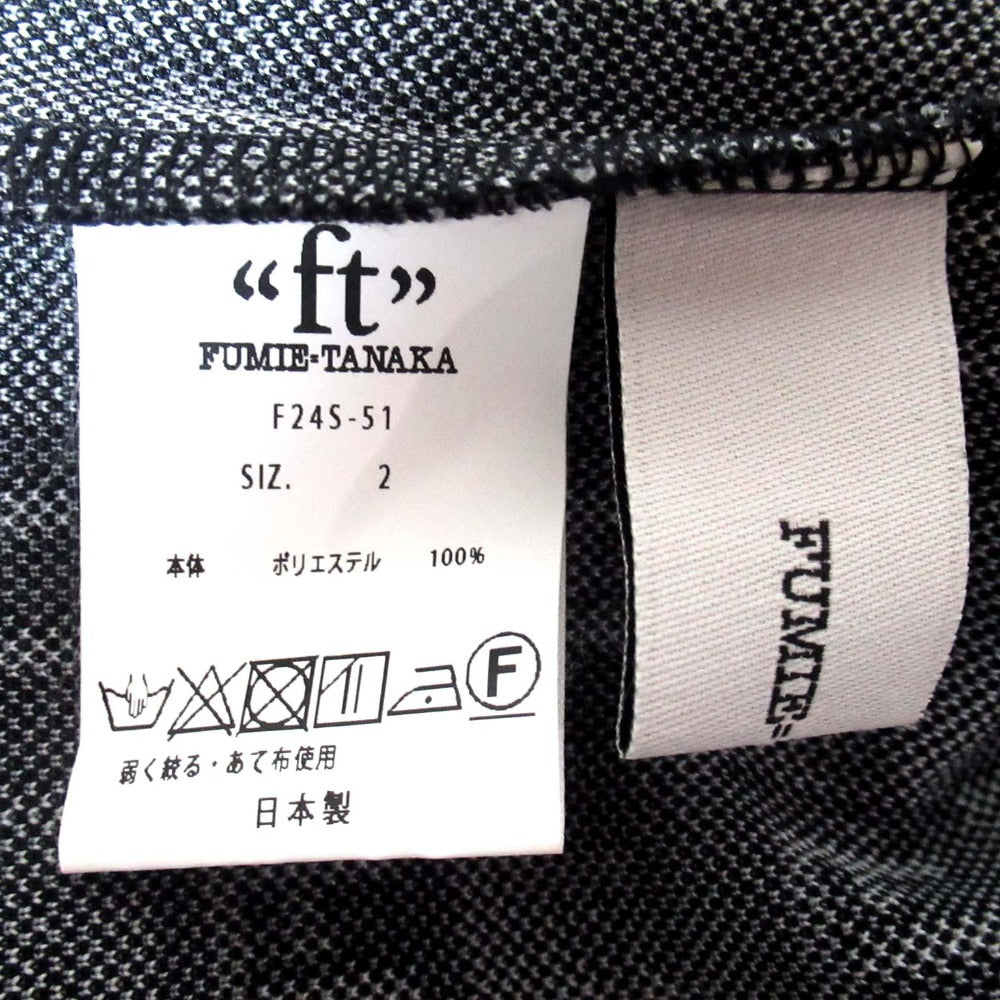 “ft”
FUMIE=TANAKA
F24S-51
SIZ. 2
本体 ポリエステル 100%
F
弱く絞る・あて布使用
日本製
FUMIE=